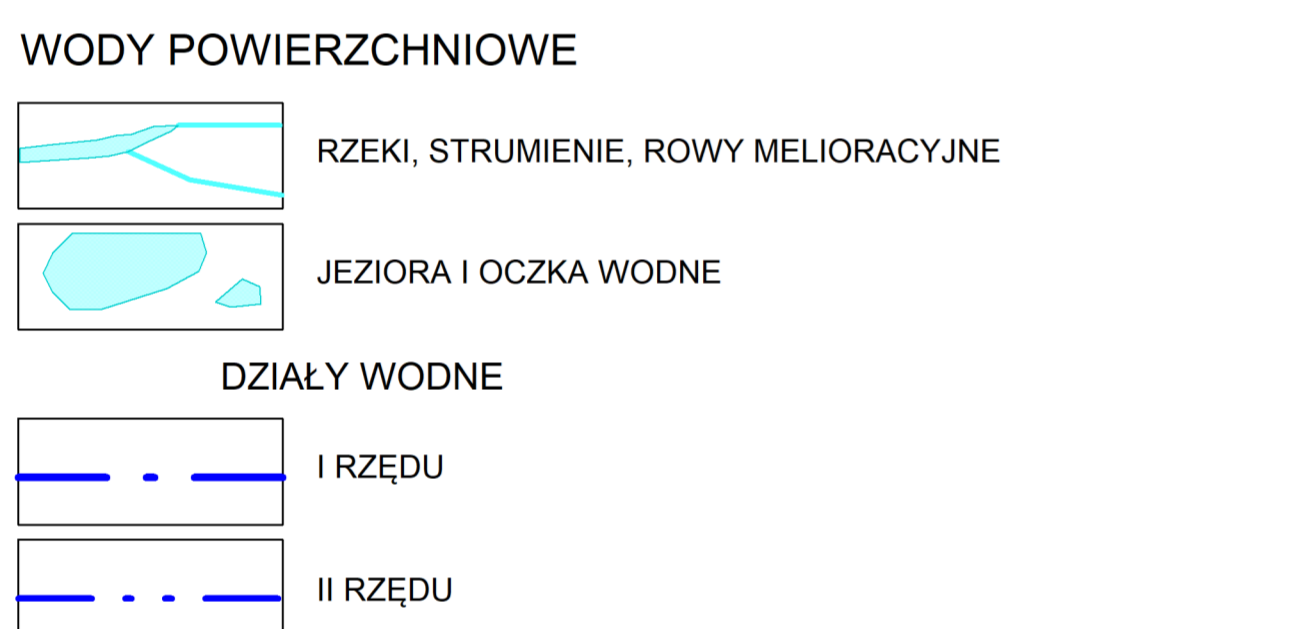 WODY POWIERZCHNIOWE
RZEKI, STRUMIENIE, ROWY MELIORACYJNE
JEZIORA I OCZKA WODNE
DZIAŁY WODNE
I RZĘDU
II RZĘDU